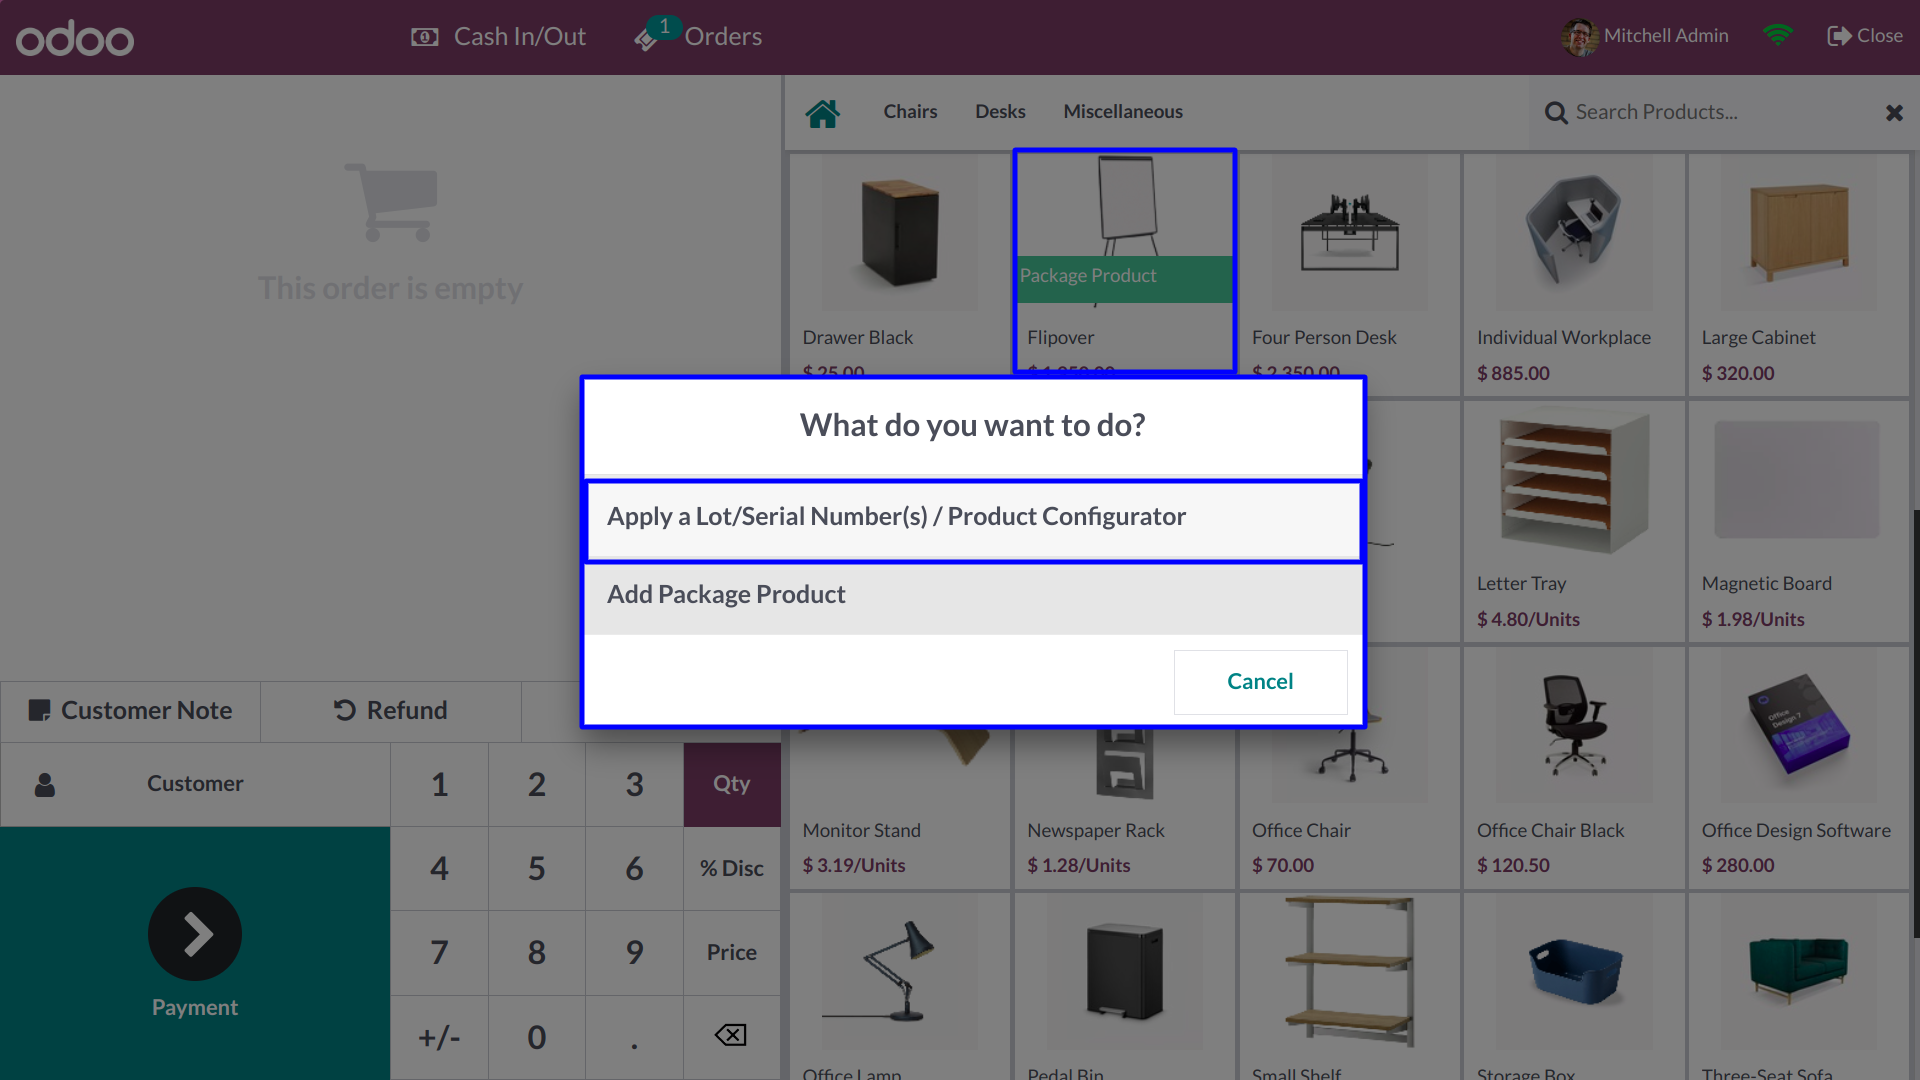 odoo
Cash In/Out
1
Orders
Mitchell Admin
Close
Chairs
Desks
Miscellaneous
Search Products...
This order is empty
Package Product
Drawer Black
Flipover
Four Person Desk
Individual Workplace
Large Cabinet
$ 25.00
$ 1,950.00
$ 2,350.00
$ 885.00
$ 320.00
What do you want to do?
Apply a Lot/Serial Number(s) / Product Configurator
Add Package Product
Cancel
Letter Tray
Magnetic Board
$ 4.80/Units
$ 1.98/Units
Office
Design 7
Customer Note
Refund
Customer
1
2
3
Qty
4
5
6
% Disc
7
8
9
Price
+/-
0
.
Payment
Monitor Stand
Newspaper Rack
Office Chair
Office Chair Black
Office Design Software
$ 3.19/Units
$ 1.28/Units
$ 70.00
$ 120.50
$ 280.00
Office Lamp
Pedal Bin
Small Shelf
Storage Box
Three-Seat Sofa